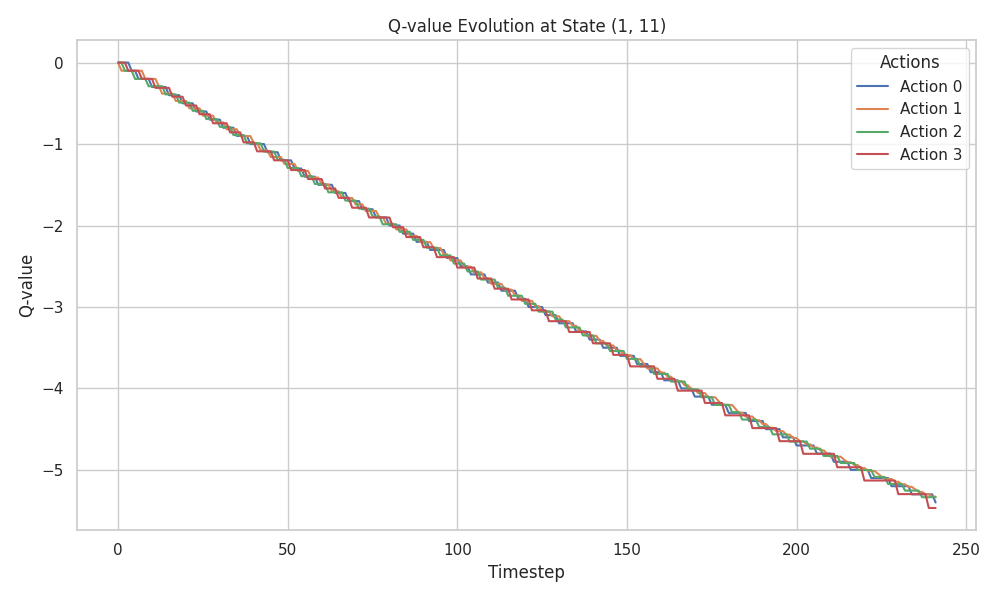 Q-value Evolution at State (1, 11)
Actions
Action 0
Action 1
Action 2
Action 3
Q-value
0
−1
−2
−3
−4
−5
0 50 100 150 200 250
Timestep